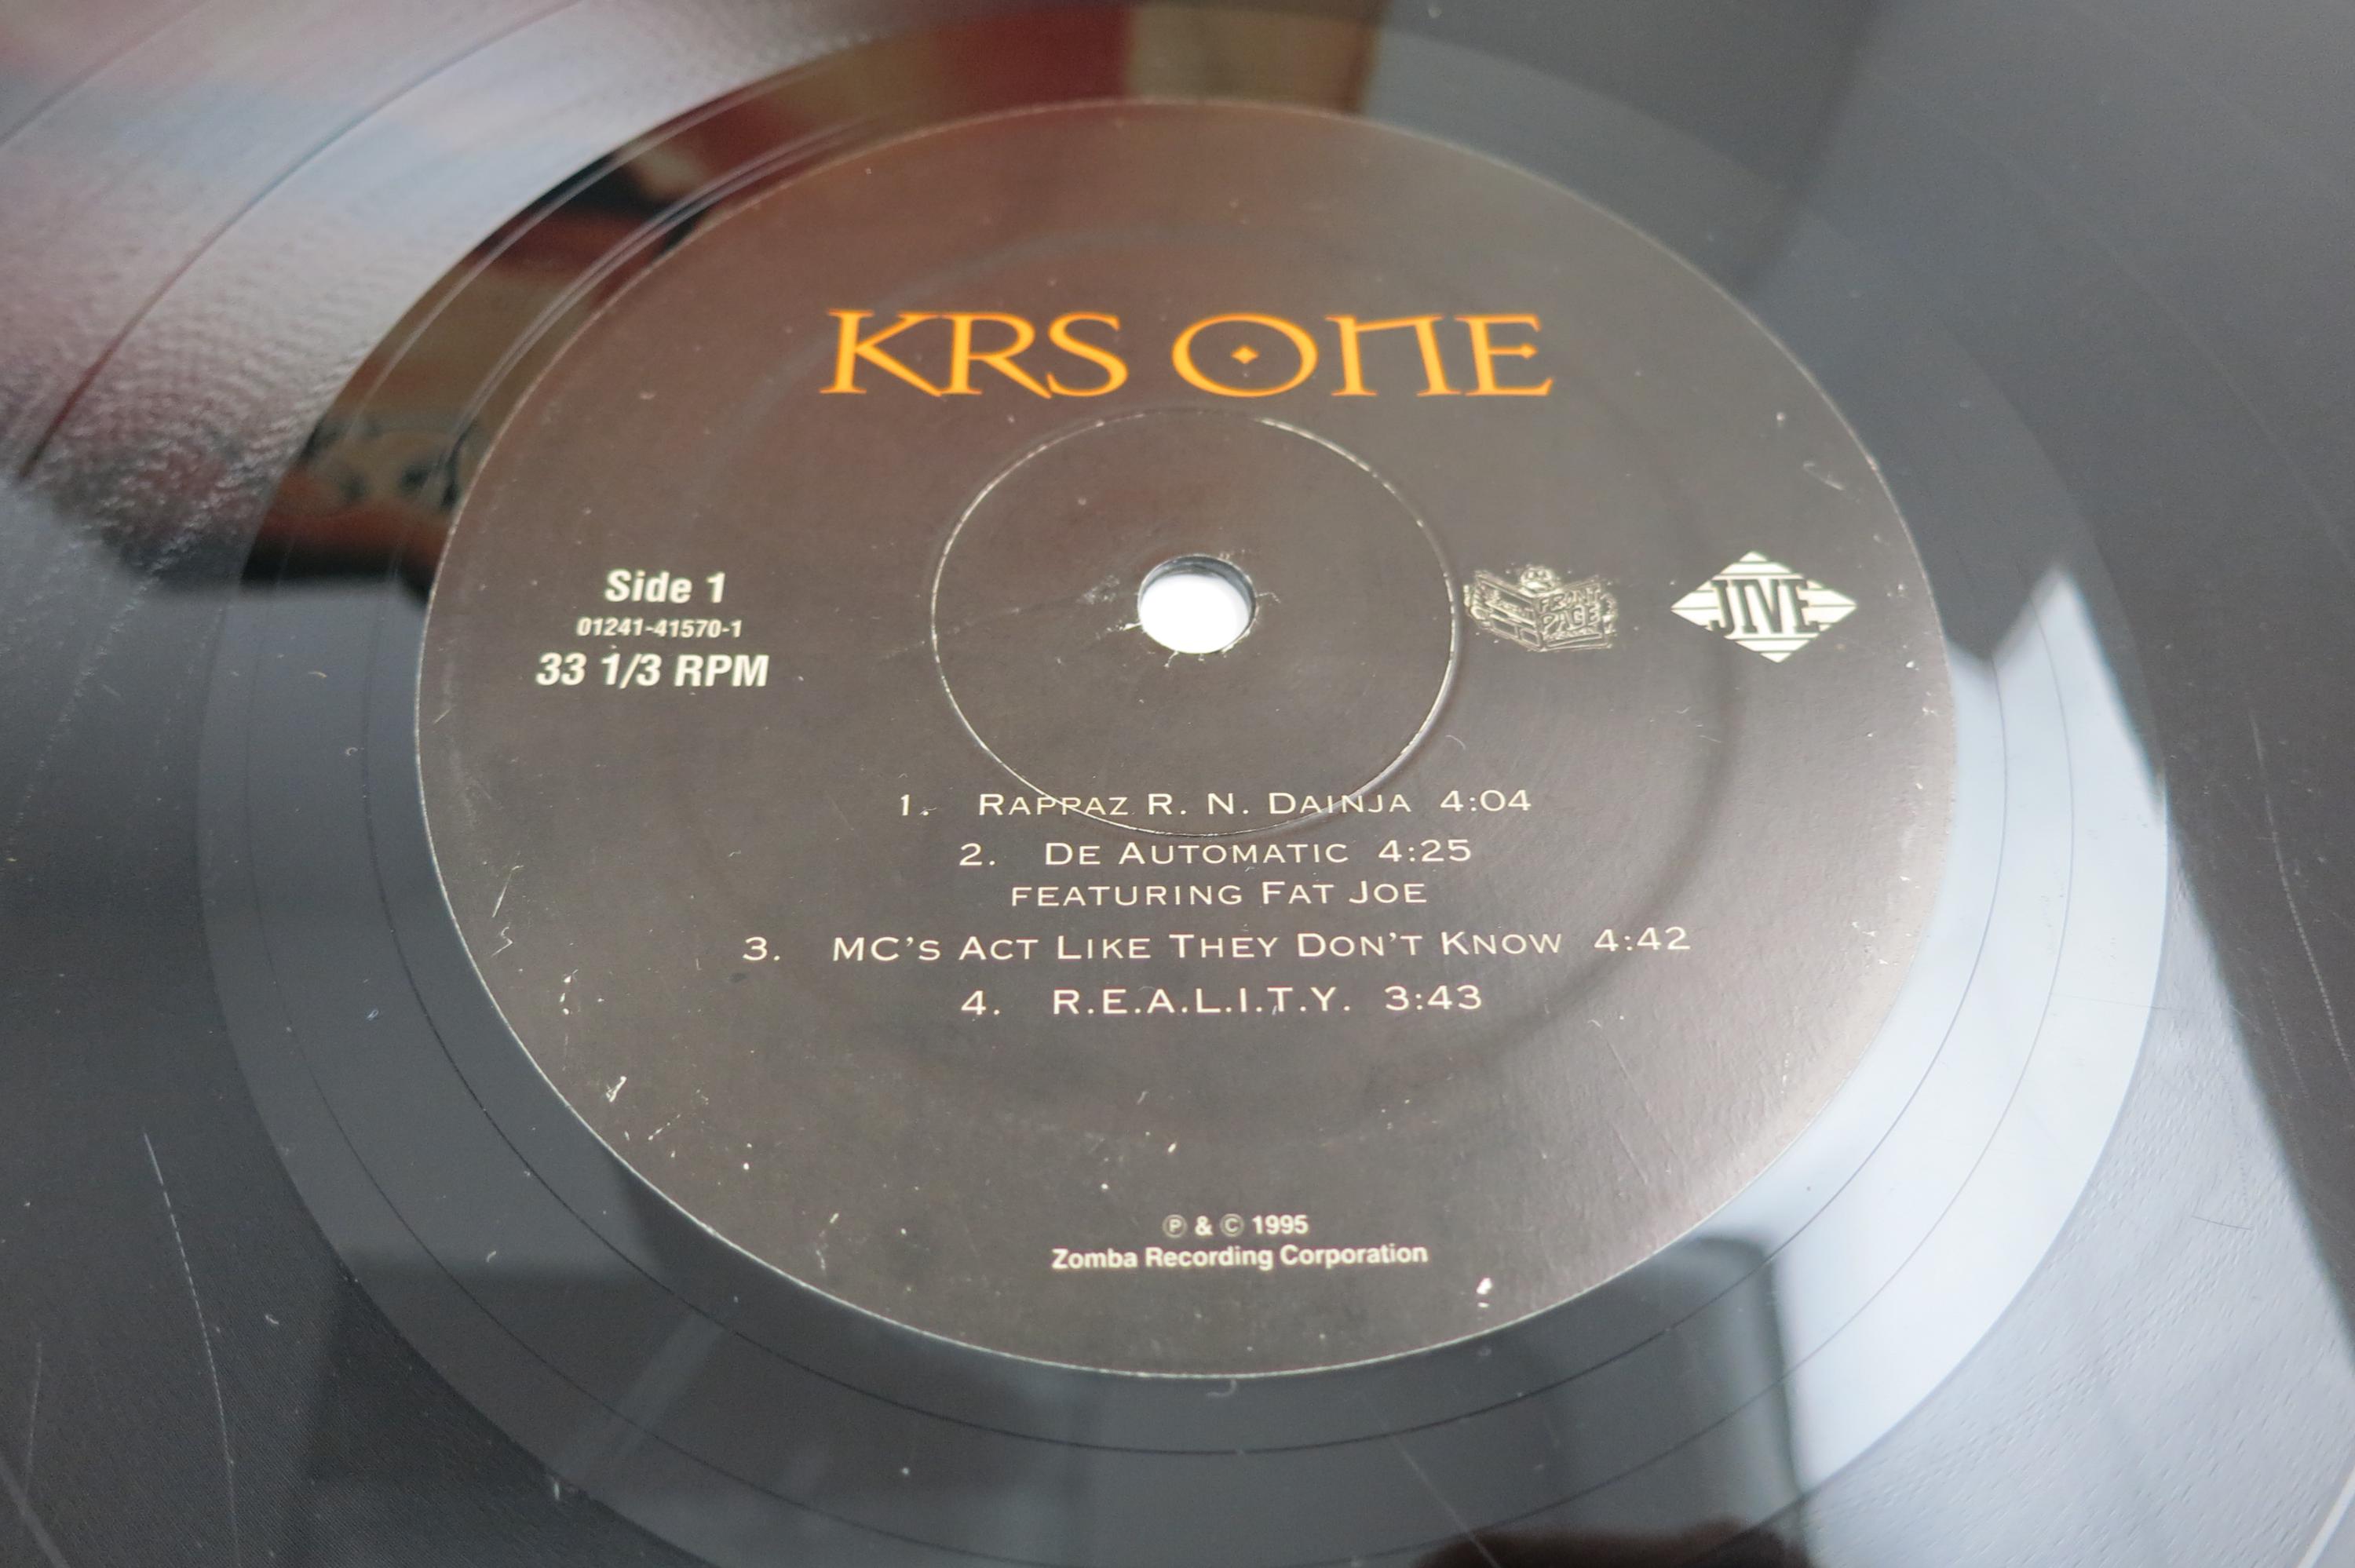 KRS ONE
Side 1
01241-41570-1
33 1/3 RPM
FRONT
PAGE
JIVE
1. RAPPAZ R. N. DAINJA 4:04
2. DE AUTOMATIC 4:25
FEATURING FAT JOE
3. MC'S ACT LIKE THEY DON'T KNOW 4:42
4. R.E.A.L.I.T.Y. 3:43
℗ & © 1995
Zomba Recording Corporation